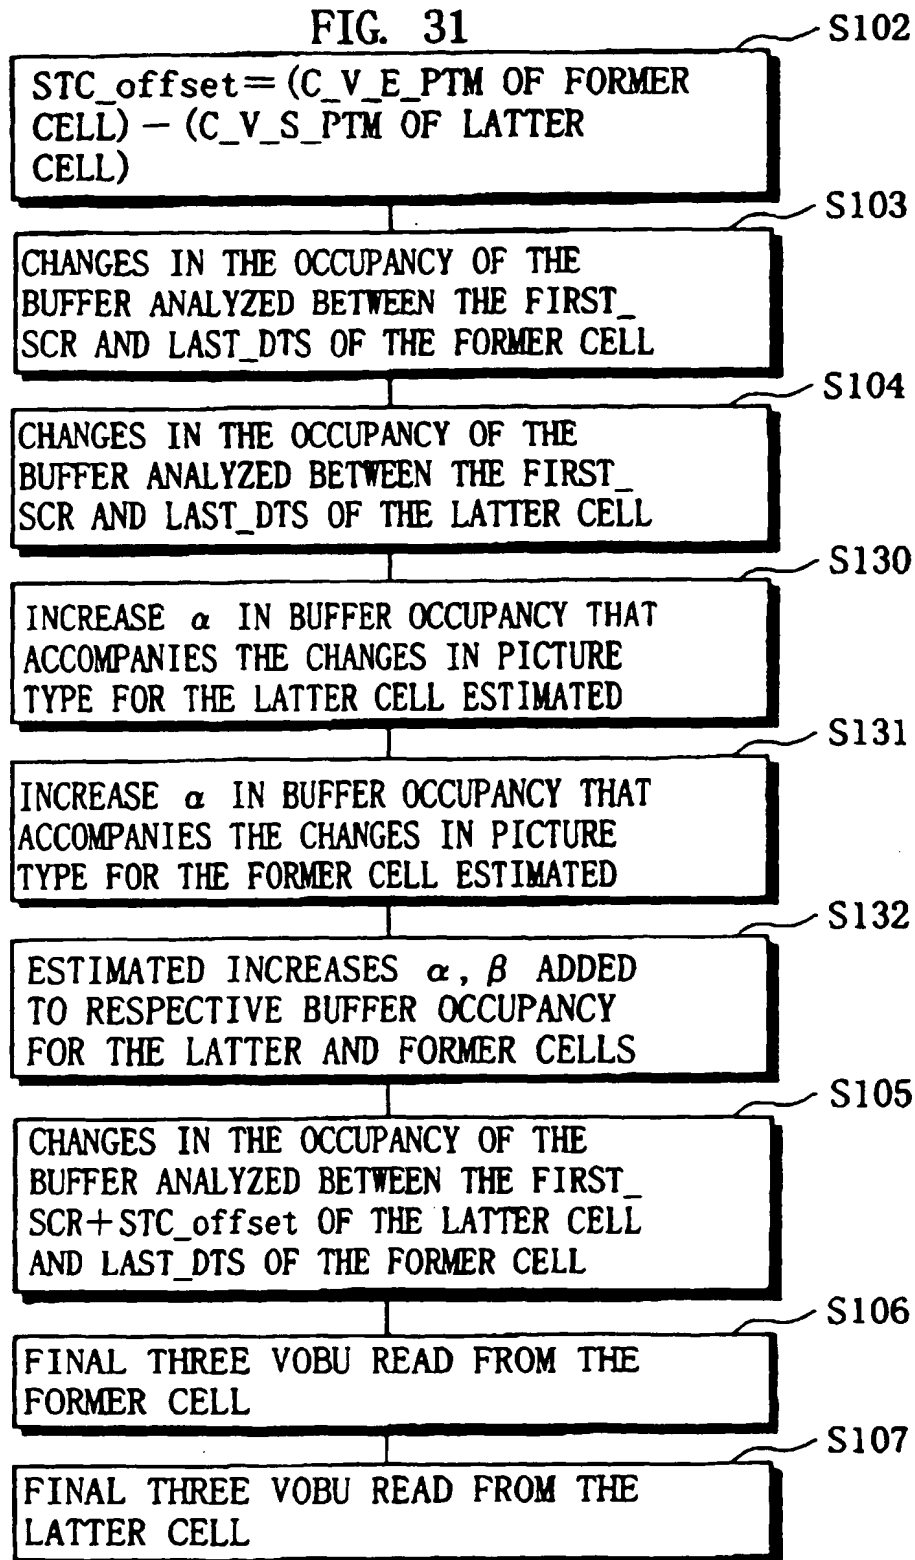 FIG. 31
S102
STC_offset=(C_V_E_PTM OF FORMER
CELL)−(C_V_S_PTM OF LATTER
CELL)
S103
CHANGES IN THE OCCUPANCY OF THE
BUFFER ANALYZED BETWEEN THE FIRST_
SCR AND LAST_DTS OF THE FORMER CELL
S104
CHANGES IN THE OCCUPANCY OF THE
BUFFER ANALYZED BETWEEN THE FIRST_
SCR AND LAST_DTS OF THE LATTER CELL
S130
INCREASE α IN BUFFER OCCUPANCY THAT
ACCOMPANIES THE CHANGES IN PICTURE
TYPE FOR THE LATTER CELL ESTIMATED
S131
INCREASE α IN BUFFER OCCUPANCY THAT
ACCOMPANIES THE CHANGES IN PICTURE
TYPE FOR THE FORMER CELL ESTIMATED
S132
ESTIMATED INCREASES α, β ADDED
TO RESPECTIVE BUFFER OCCUPANCY
FOR THE LATTER AND FORMER CELLS
S105
CHANGES IN THE OCCUPANCY OF THE
BUFFER ANALYZED BETWEEN THE FIRST_
SCR+STC_offset OF THE LATTER CELL
AND LAST_DTS OF THE FORMER CELL
S106
FINAL THREE VOBU READ FROM THE
FORMER CELL
S107
FINAL THREE VOBU READ FROM THE
LATTER CELL